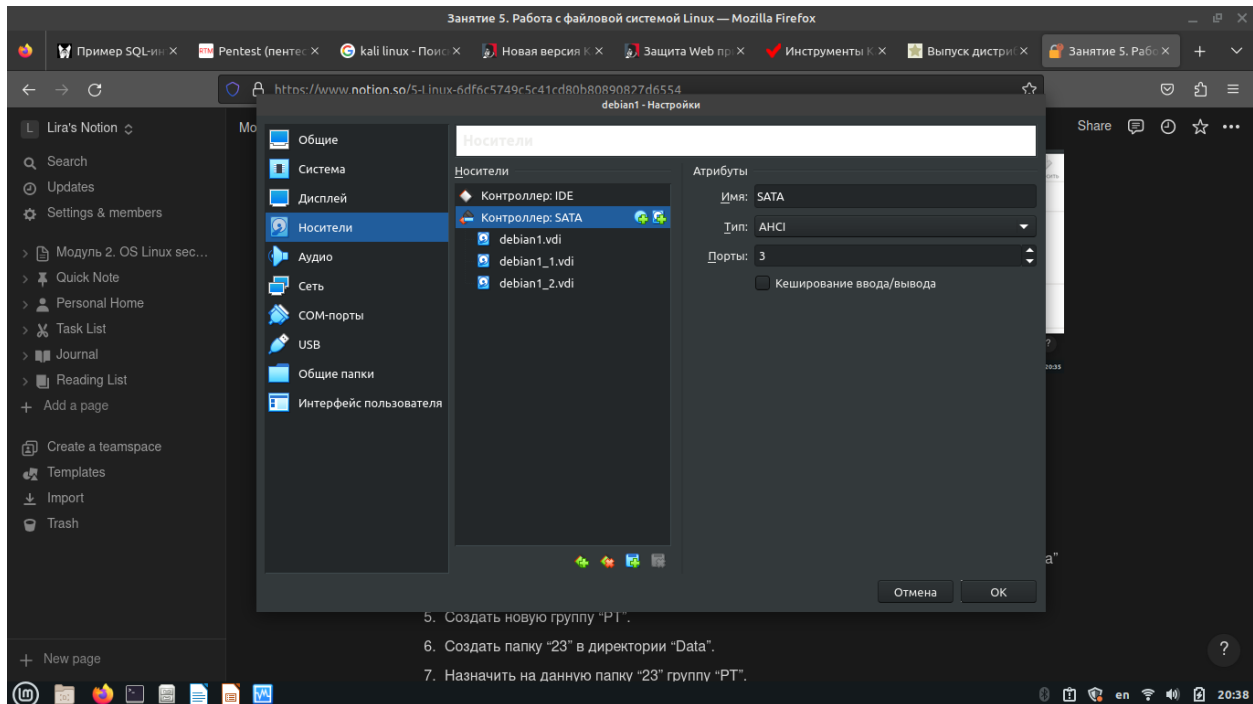 Занятие 5. Работа с файловой системой Linux — Mozilla Firefox
Пример SQL-ин
RTM Pentest (пентес
kali linux - Поис
Новая версия К
Защита Web пр
Инструменты К
Выпуск дистри
Занятие 5. Рабо
https://www.notion.so/5-Linux-6df6c5749c5c41cd80b80890827d6554
debian1 - Настройки
L Lira's Notion
Mo
Share
Search
Updates
Settings & members
Модуль 2. OS Linux sec...
Quick Note
Personal Home
Task List
Journal
Reading List
Add a page
Create a teamspace
Templates
Import
Trash
New page
Общие
Система
Дисплей
Носители
Аудио
Сеть
COM-порты
USB
Общие папки
Интерфейс пользователя
Носители
Носители
Контроллер: IDE
Контроллер: SATA
debian1.vdi
debian1_1.vdi
debian1_2.vdi
Атрибуты
Имя: SATA
Тип: AHCI
Порты: 3
Кеширование ввода/вывода
20:35
Отмена
OK
а”
5. Создать новую группу “PT”.
6. Создать папку “23” в директории “Data”.
7. Назначить на данную папку “23” группу “PT”.
?
en
20:38